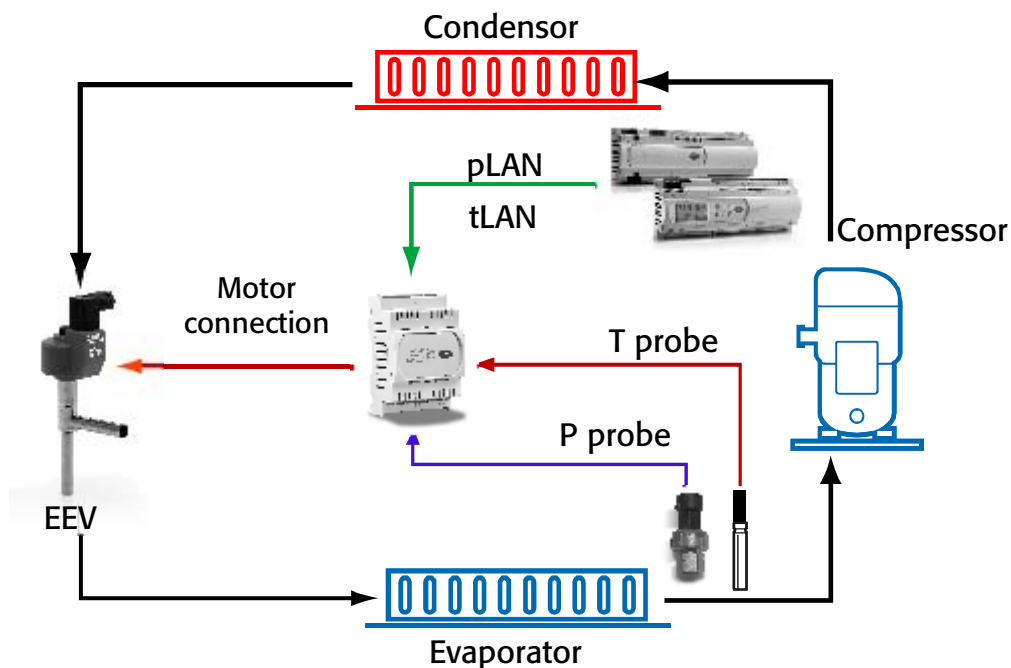 Condensor
pLAN
tLAN
Compressor
Motor
connection
T probe
P probe
EEV
Evaporator